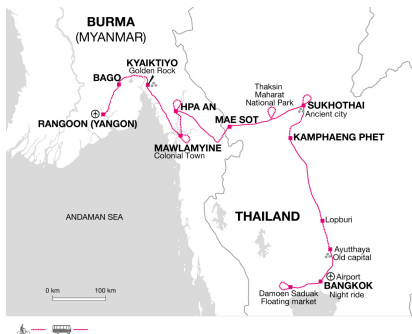 BURMA
(MYANMAR)
KYAIKTIYO
Golden Rock
BAGO
HPA AN
Thaksin
Maharat
National Park
SUKHOTHAI
Ancient city
RANGOON (YANGON)
MAE SOT
KAMPHAENG PHET
MAWLAMYINE
Colonial Town
ANDAMAN SEA
THAILAND
Lopburi
Ayutthaya
Old capital
Airport
BANGKOK
Night ride
Damoen Saduak
Floating market
0 km
100 km